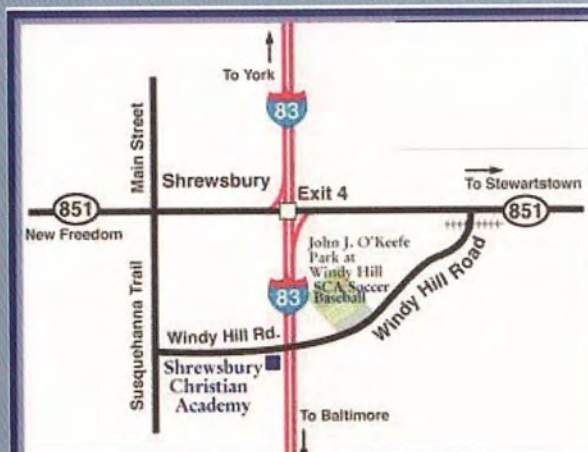 To York
83
Main Street
Shrewsbury
Exit 4
To Stewartstown
851
851
New Freedom
John J. O'Keefe
Park at
Windy Hill
SCA Soccer
Baseball
83
Windy Hill Road
Susquehanna Trail
Windy Hill Rd.
Shrewsbury
Christian
Academy
To Baltimore